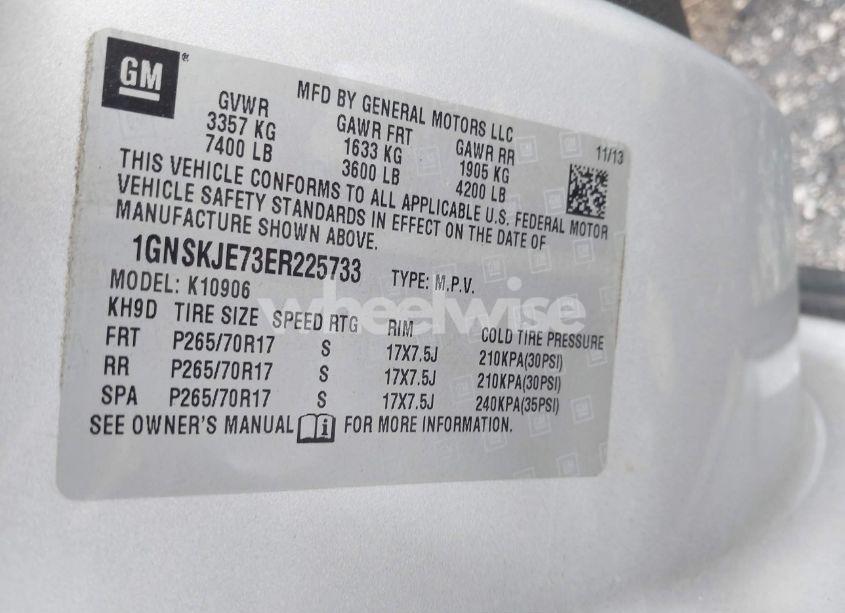 GM
MFD BY GENERAL MOTORS LLC
GVWR GAWR FRT GAWR RR 11/13
3357 KG 1633 KG 1905 KG
7400 LB 3600 LB 4200 LB
THIS VEHICLE CONFORMS TO ALL APPLICABLE U.S. FEDERAL MOTOR
VEHICLE SAFETY STANDARDS IN EFFECT ON THE DATE OF
MANUFACTURE SHOWN ABOVE.
1GNSKJE73ER225733 TYPE: M.P.V.
MODEL: K10906
wheelwise
KH9D TIRE SIZE SPEED RTG RIM COLD TIRE PRESSURE
FRT P265/70R17 S 17X7.5J 210KPA(30PSI)
RR P265/70R17 S 17X7.5J 210KPA(30PSI)
SPA P265/70R17 S 17X7.5J 240KPA(35PSI)
SEE OWNER'S MANUAL FOR MORE INFORMATION.